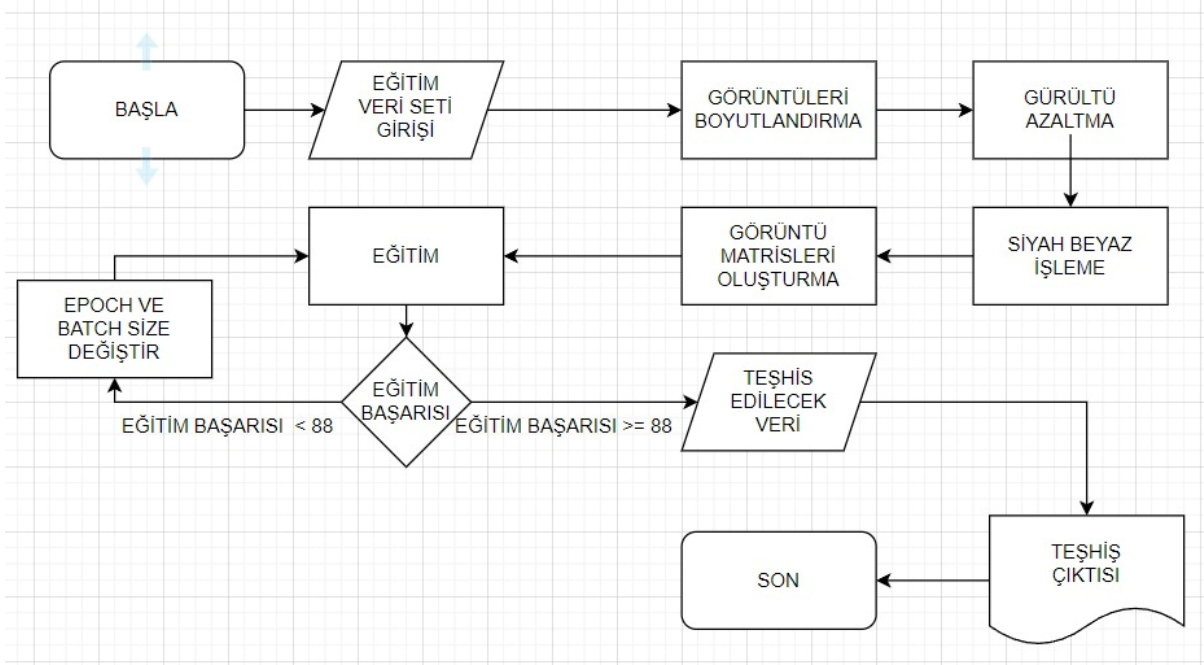 BAŞLA
EĞİTİM
VERİ SETİ
GİRİŞİ
GÖRÜNTÜLERİ
BOYUTLANDIRMA
GÜRÜLTÜ
AZALTMA
SİYAH BEYAZ
İŞLEME
GÖRÜNTÜ
MATRİSLERİ
OLUŞTURMA
EĞİTİM
EPOCH VE
BATCH SİZE
DEĞİŞTİR
EĞİTİM
BAŞARISI
EĞİTİM BAŞARISI < 88
EĞİTİM BAŞARISI >= 88
TEŞHİS
EDİLECEK
VERİ
TEŞHİŞ
ÇIKTISI
SON